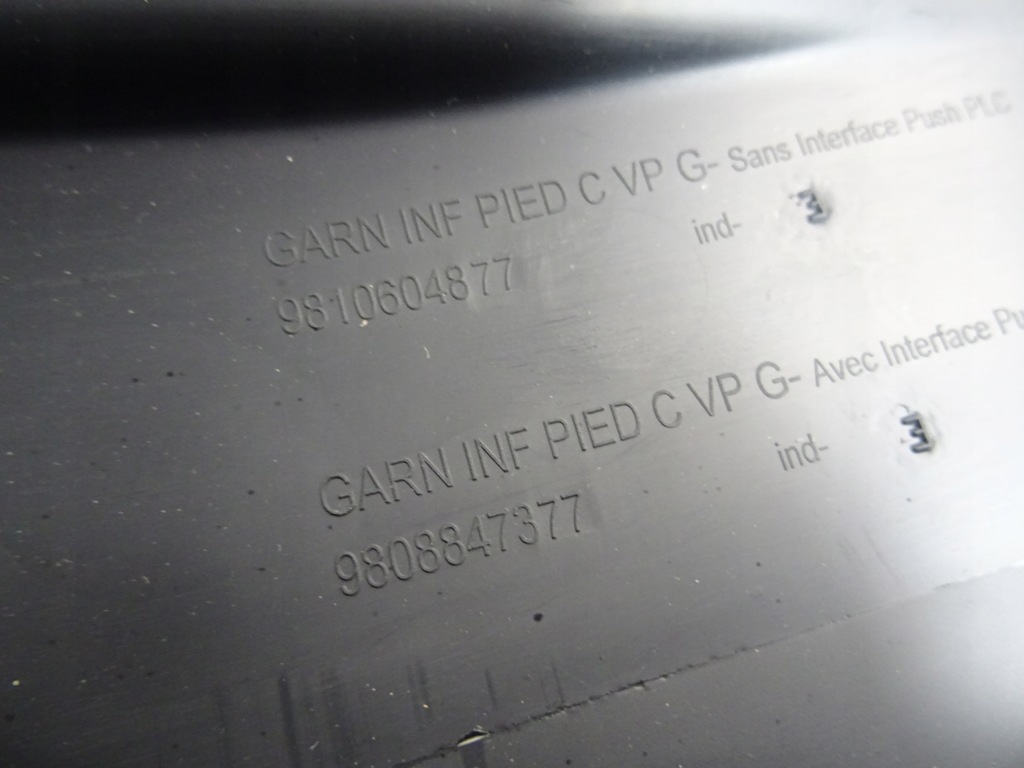 GARN INF PIED C VP G- Sans Interface Push PLC
9810604877 ind- 3
GARN INF PIED C VP G- Avec Interface
9808847377 ind- 3